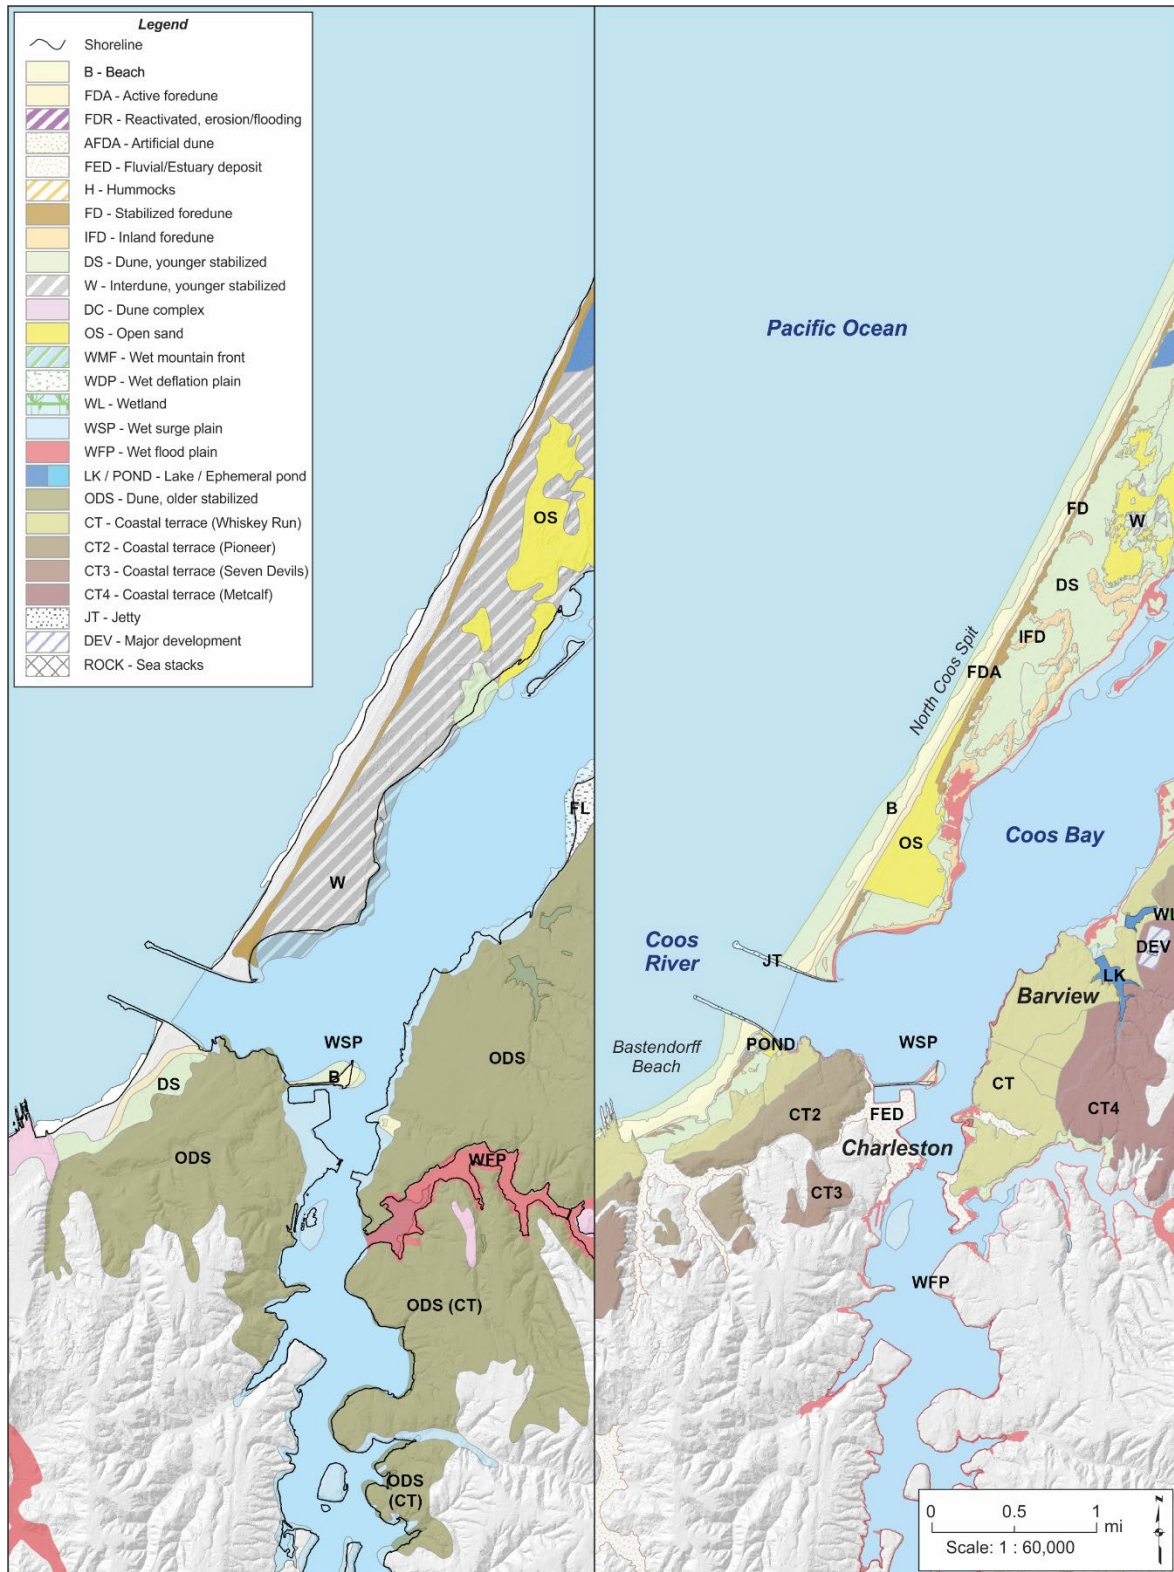 Legend
Shoreline
B - Beach
FDA - Active foredune
FDR - Reactivated, erosion/flooding
AFDA - Artificial dune
FED - Fluvial/Estuary deposit
H - Hummocks
FD - Stabilized foredune
IFD - Inland foredune
DS - Dune, younger stabilized
W - Interdune, younger stabilized
DC - Dune complex
OS - Open sand
WMF - Wet mountain front
WDP - Wet deflation plain
WL - Wetland
WSP - Wet surge plain
WFP - Wet flood plain
LK / POND - Lake / Ephemeral pond
ODS - Dune, older stabilized
CT - Coastal terrace (Whiskey Run)
CT2 - Coastal terrace (Pioneer)
CT3 - Coastal terrace (Seven Devils)
CT4 - Coastal terrace (Metcalf)
JT - Jetty
DEV - Major development
ROCK - Sea stacks
OS
FL
W
WSP
B
DS
ODS
ODS
WFP
ODS (CT)
ODS
(CT)
Pacific Ocean
FD
W
DS
IFD
FDA
North Coos Spit
B
OS
Coos Bay
Coos
River
JT
WL
DEV
LK
Barview
Bastendorff
Beach
POND
WSP
CT
CT2
FED
CT4
Charleston
CT3
WFP
0
0.5
1
mi
Scale: 1 : 60,000
N